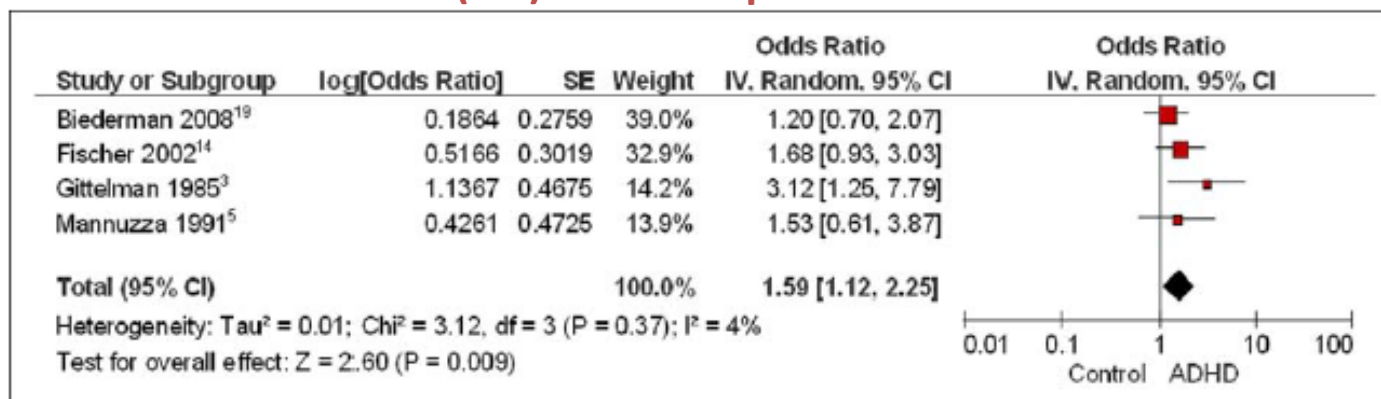 Odds Ratio Odds Ratio
Study or Subgroup log[Odds Ratio] SE Weight IV, Random, 95% CI IV, Random, 95% CI
Biederman 2008¹⁹ 0.1864 0.2759 39.0% 1.20 [0.70, 2.07]
Fischer 2002¹⁴ 0.5166 0.3019 32.9% 1.68 [0.93, 3.03]
Gittelman 1985³ 1.1367 0.4675 14.2% 3.12 [1.25, 7.79]
Mannuzza 1991⁵ 0.4261 0.4725 13.9% 1.53 [0.61, 3.87]
Total (95% CI) 100.0% 1.59 [1.12, 2.25]
Heterogeneity: Tau² = 0.01; Chi² = 3.12, df = 3 (P = 0.37); I² = 4%
Test for overall effect: Z = 2.60 (P = 0.009)
0.01 0.1 1 10 100
Control ADHD